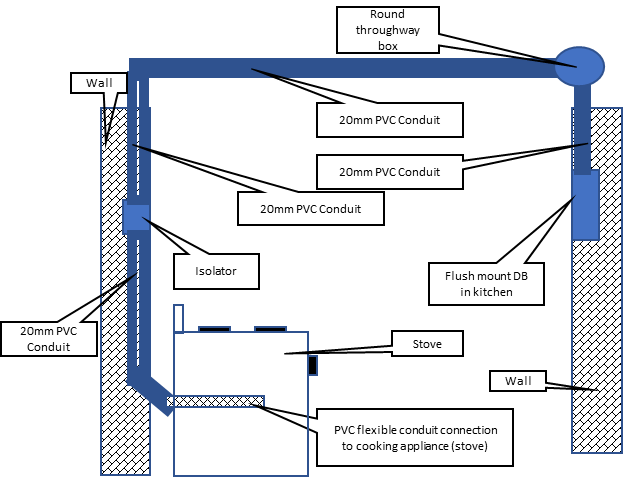 Round
throughway
box
Wall
20mm PVC Conduit
20mm PVC Conduit
20mm PVC Conduit
Isolator
Flush mount DB
in kitchen
20mm PVC
Conduit
Stove
Wall
PVC flexible conduit connection
to cooking appliance (stove)